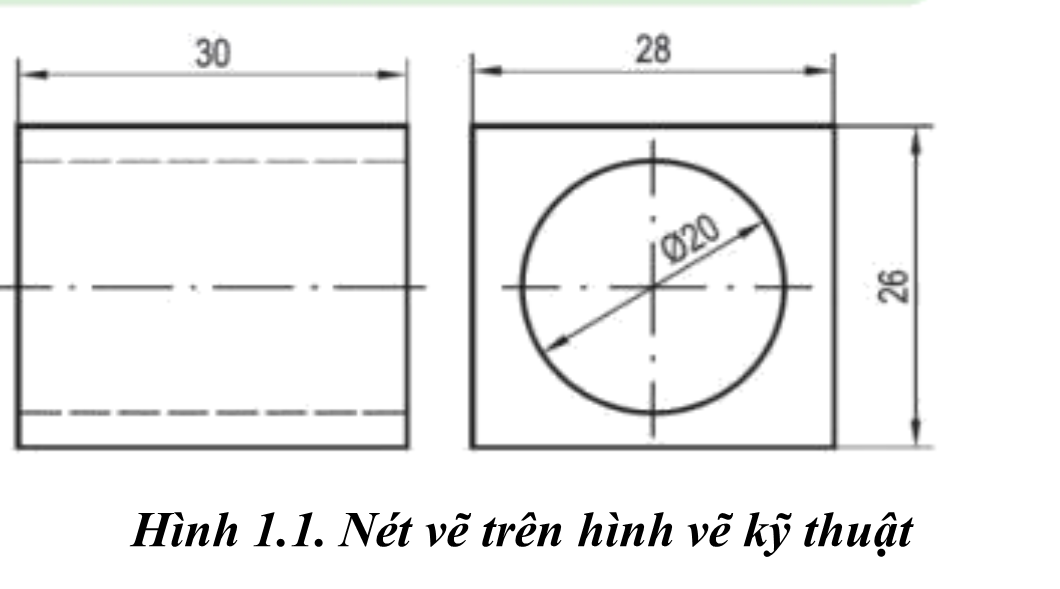 30
28
Ø20
26
Hình 1.1. Nét vẽ trên hình vẽ kỹ thuật